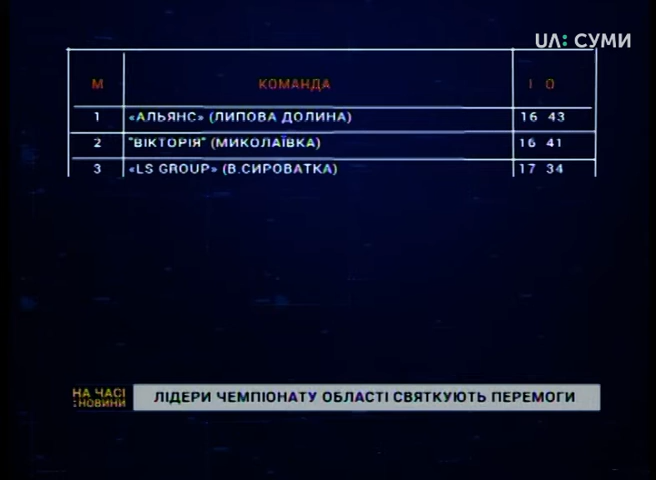 UA: СУМИ
М КОМАНДА І О
1 «АЛЬЯНС» (ЛИПОВА ДОЛИНА) 16 43
2 "ВІКТОРІЯ" (МИКОЛАЇВКА) 16 41
3 «LS GROUP» (В.СИРОВАТКА) 17 34
НА ЧАСІ
:НОВИНИ
ЛІДЕРИ ЧЕМПІОНАТУ ОБЛАСТІ СВЯТКУЮТЬ ПЕРЕМОГИ